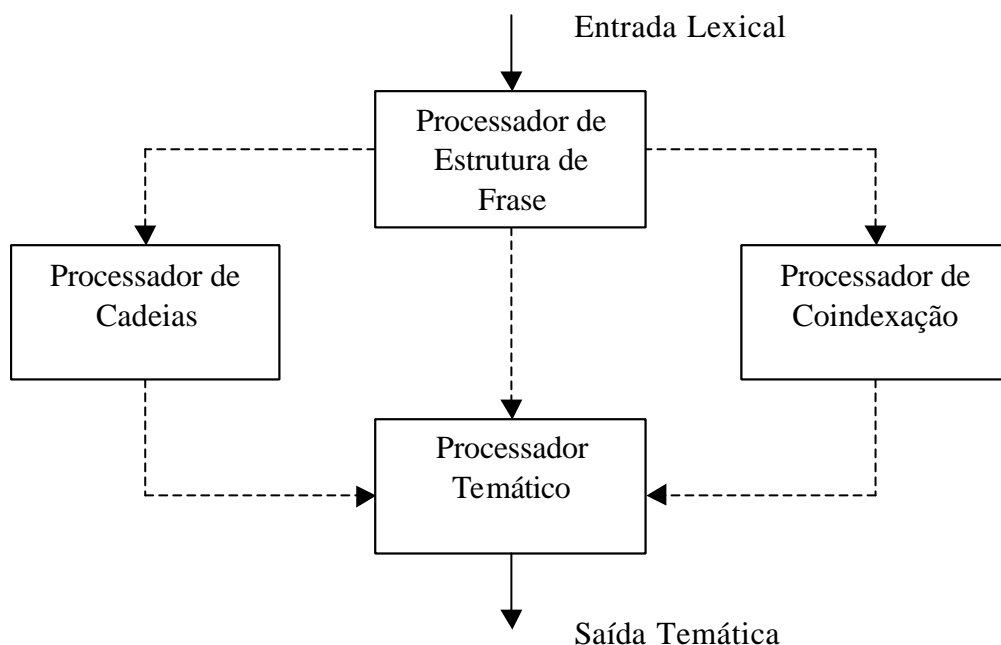 Entrada Lexical
Processador de
Estrutura de
Frase
Processador de
Cadeias
Processador de
Coindexação
Processador
Temático
Saída Temática